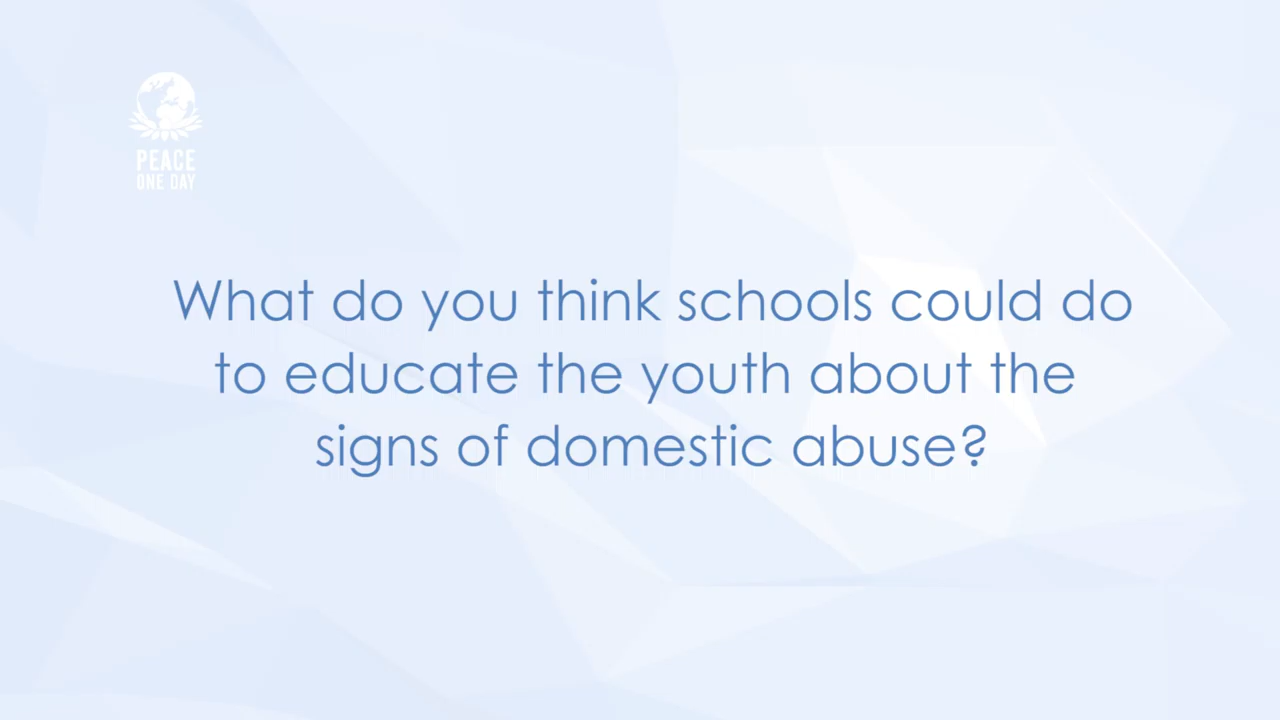 PEACE
ONE DAY
What do you think schools could do
to educate the youth about the
signs of domestic abuse?